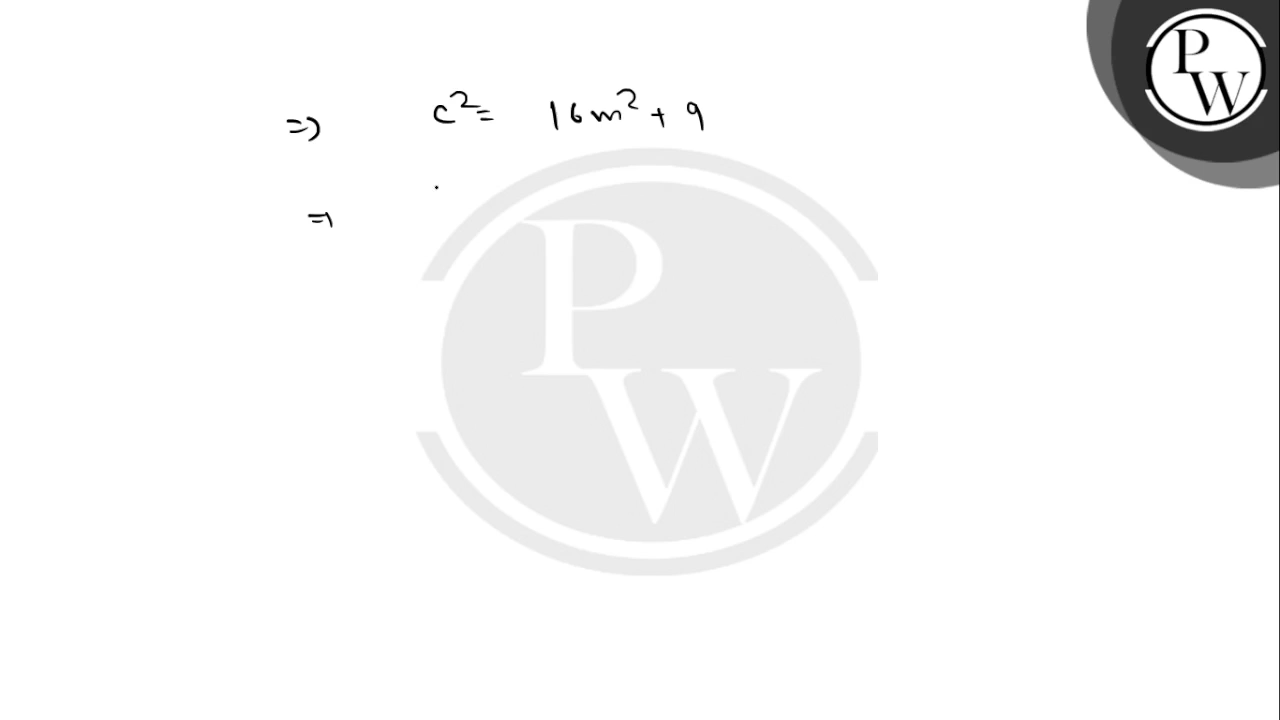 PW
⇒ c² = 16m² + 9
⇒
PW